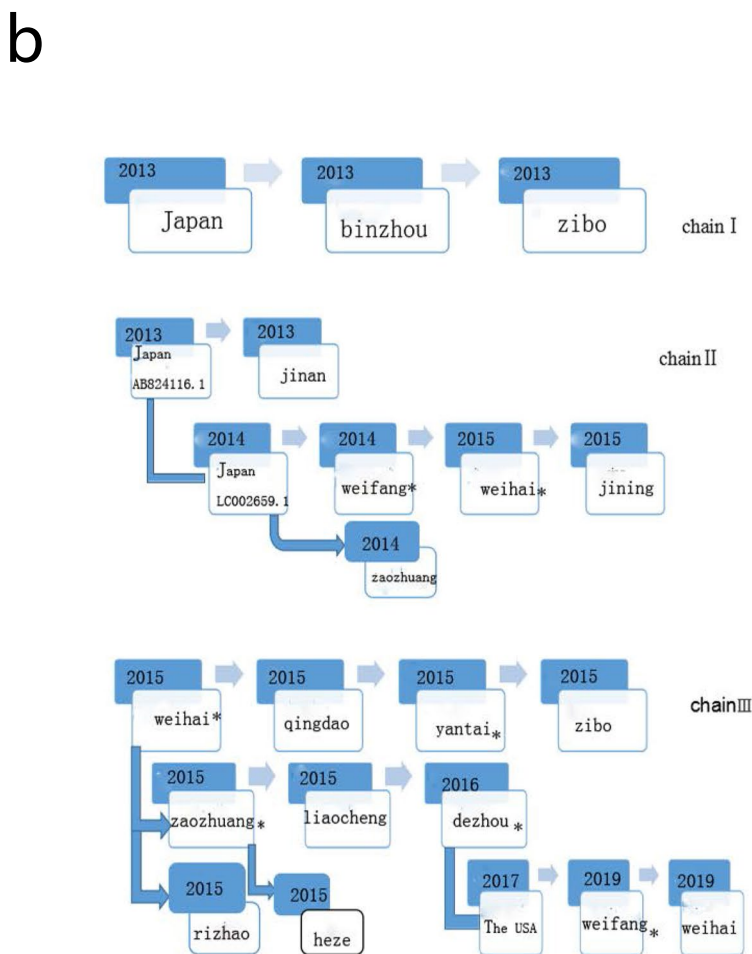 b
2013
Japan
2013
binzhou
2013
zibo
chain Ⅰ
2013
Japan
AB824116.1
2013
jinan
chain Ⅱ
2014
Japan
LC002659.1
2014
weifang*
2015
weihai*
2015
jining
2014
zaozhuang
2015
weihai*
2015
qingdao
2015
yantai*
2015
zibo
chainⅢ
2015
zaozhuang*
2015
liaocheng
2016
dezhou*
2015
rizhao
2015
heze
2017
The USA
2019
weifang*
2019
weihai